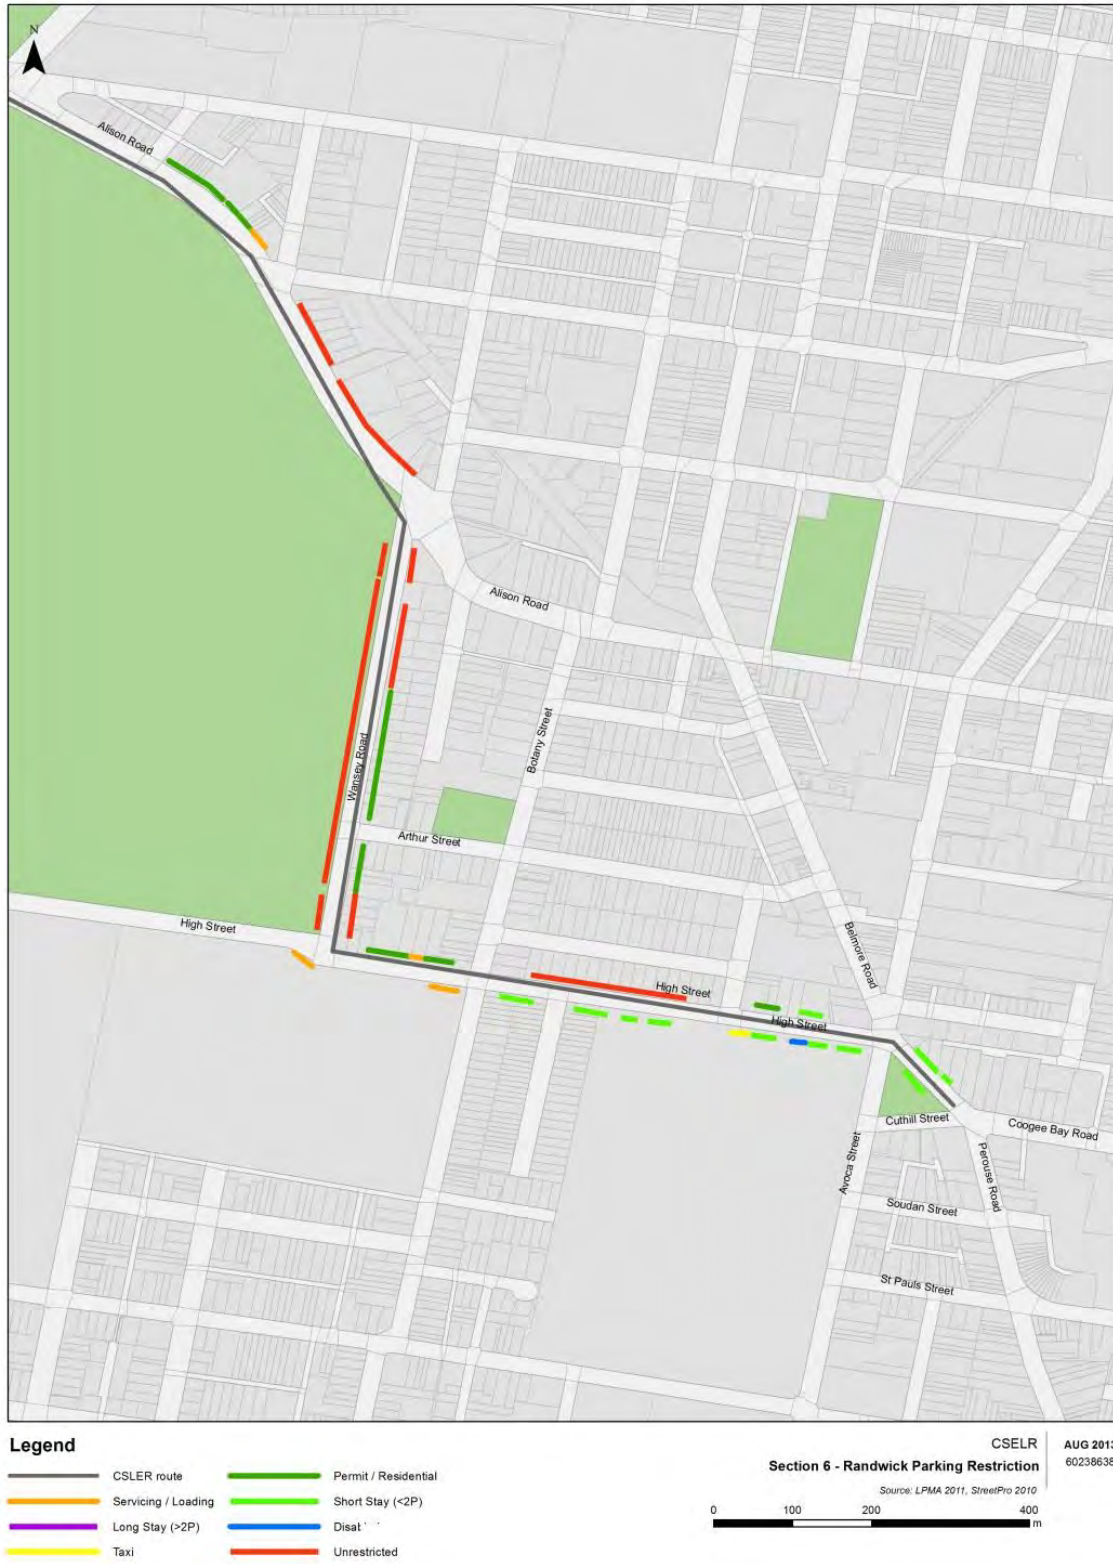 N
Alison Road
Alison Road
Botany Street
Wansey Road
Arthur Street
High Street
Belmore Road
High Street
High Street
Cuthill Street
Coogee Bay Road
Avoca Street
Perouse Road
Soudan Street
St Pauls Street
Legend
CSLER route
Permit / Residential
Servicing / Loading
Short Stay (<2P)
Long Stay (>2P)
Taxi
Unrestricted
CSELR
AUG 2013
Section 6 - Randwick Parking Restriction
60238638
Source: LPMA 2011, StreetPro 2010
0 100 200 400
m